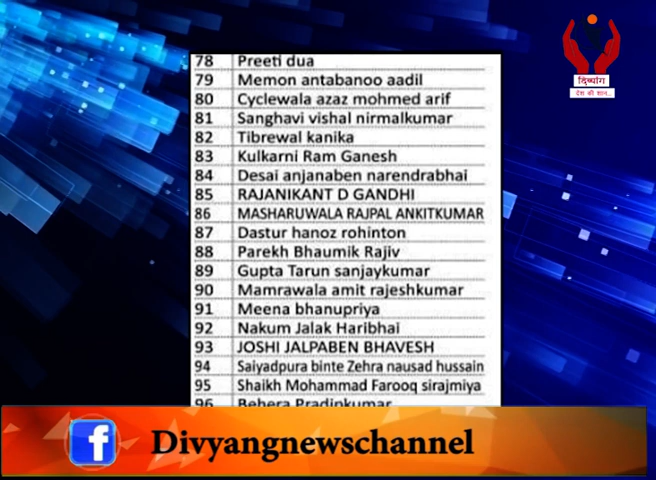 दिव्यांग
देश की शान...
78 Preeti dua
79 Memon antabanoo aadil
80 Cyclewala azaz mohmed arif
81 Sanghavi vishal nirmalkumar
82 Tibrewal kanika
83 Kulkarni Ram Ganesh
84 Desai anjanaben narendrabhai
85 RAJANIKANT D GANDHI
86 MASHARUWALA RAJPAL ANKITKUMAR
87 Dastur hanoz rohinton
88 Parekh Bhaumik Rajiv
89 Gupta Tarun sanjaykumar
90 Mamrawala amit rajeshkumar
91 Meena bhanupriya
92 Nakum Jalak Haribhai
93 JOSHI JALPABEN BHAVESH
94 Saiyadpura binte Zehra nausad hussain
95 Shaikh Mohammad Farooq sirajmiya
96 Behera Pradipkumar
f Divyangnewschannel